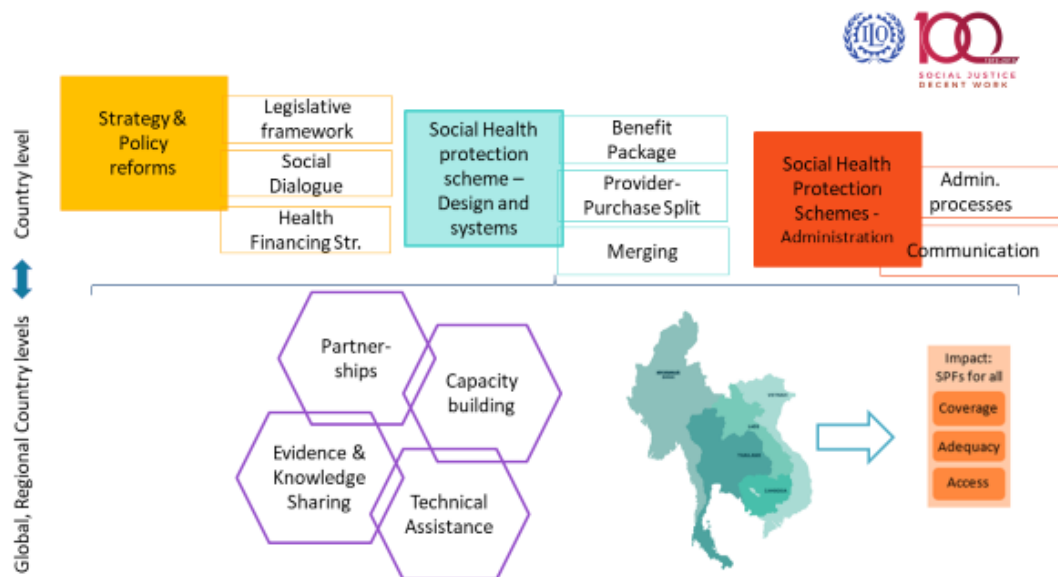 ILO
100
SOCIAL JUSTICE
DECENT WORK
Country level
Strategy &
Policy
reforms
Legislative
framework
Social
Dialogue
Health
Financing Str.
Social Health
protection
scheme –
Design and
systems
Benefit
Package
Provider-
Purchase Split
Merging
Social Health
Protection
Schemes -
Administration
Admin.
processes
Communication
Global, Regional Country levels
Partner-
ships
Capacity
building
Evidence &
Knowledge
Sharing
Technical
Assistance
MYANMAR
VIETNAM
LAOS
THAILAND
CAMBODIA
Impact:
SPFs for all
Coverage
Adequacy
Access